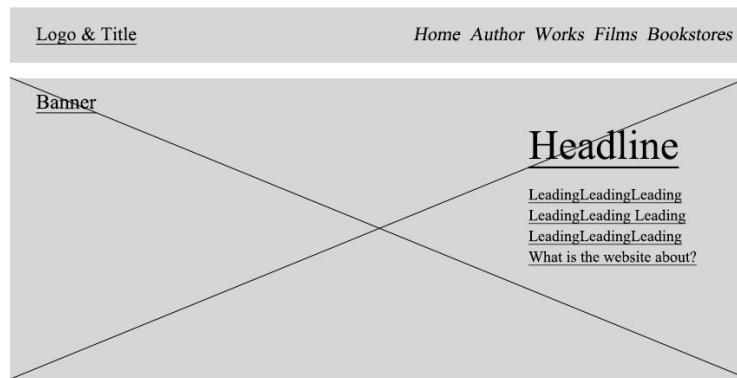 Logo & Title
Home Author Works Films Bookstores
Banner
Headline
LeadingLeadingLeading
LeadingLeading Leading
LeadingLeadingLeading
What is the website about?